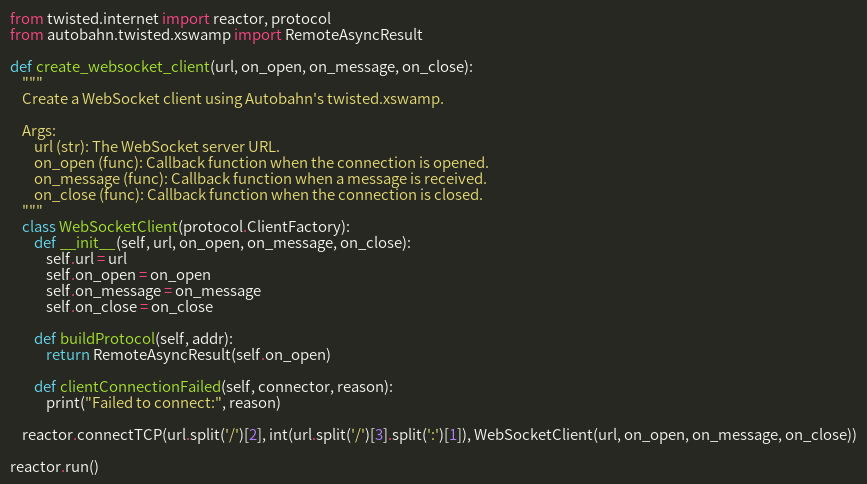 from twisted.internet import reactor, protocol
from autobahn.twisted.xswamp import RemoteAsyncResult

def create_websocket_client(url, on_open, on_message, on_close):
    """
    Create a WebSocket client using Autobahn's twisted.xswamp.

    Args:
        url (str): The WebSocket server URL.
        on_open (func): Callback function when the connection is opened.
        on_message (func): Callback function when a message is received.
        on_close (func): Callback function when the connection is closed.
    """
    class WebSocketClient(protocol.ClientFactory):
        def __init__(self, url, on_open, on_message, on_close):
            self.url = url
            self.on_open = on_open
            self.on_message = on_message
            self.on_close = on_close

        def buildProtocol(self, addr):
            return RemoteAsyncResult(self.on_open)

        def clientConnectionFailed(self, connector, reason):
            print("Failed to connect:", reason)

    reactor.connectTCP(url.split('/')[2], int(url.split('/')[3].split(':')[1]), WebSocketClient(url, on_open, on_message, on_close))

reactor.run()